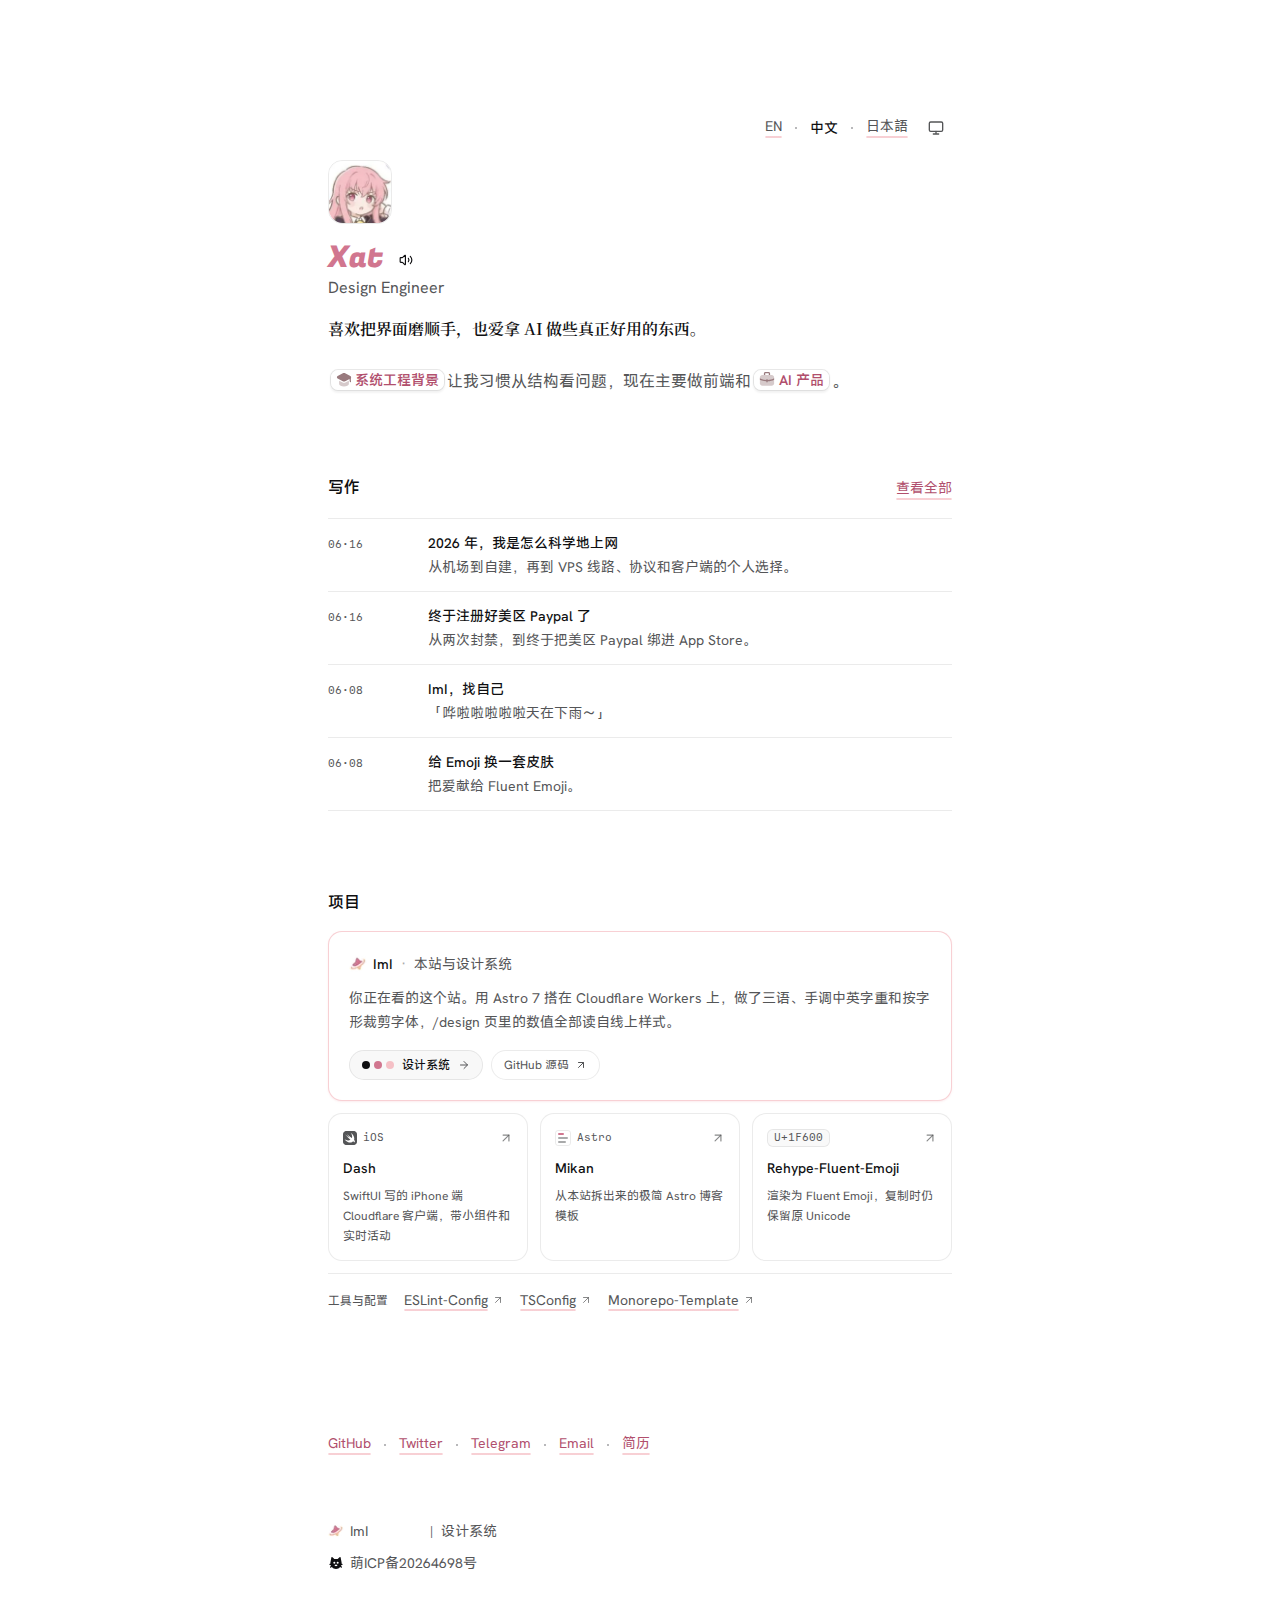 EN · 中文 · 日本語
Xat
Design Engineer
喜欢把界面磨顺手，也爱拿 AI 做些真正好用的东西。
系统工程背景 让我习惯从结构看问题，现在主要做前端和 AI 产品 。
写作 查看全部
06·16 2026 年，我是怎么科学地上网
从机场到自建，再到 VPS 线路、协议和客户端的个人选择。
06·16 终于注册好美区 Paypal 了
从两次封禁，到终于把美区 Paypal 绑进 App Store。
06·08 lml，找自己
「哗啦啦啦啦啦天在下雨～」
06·08 给 Emoji 换一套皮肤
把爱献给 Fluent Emoji。
项目
lml · 本站与设计系统
你正在看的这个站。用 Astro 7 搭在 Cloudflare Workers 上，做了三语、手调中英字重和按字
形裁剪字体，/design 页里的数值全部读自线上样式。
设计系统 → GitHub 源码 ↗
iOS ↗
Dash
SwiftUI 写的 iPhone 端
Cloudflare 客户端，带小组件和
实时活动
Astro ↗
Mikan
从本站拆出来的极简 Astro 博客
模板
U+1F600 ↗
Rehype-Fluent-Emoji
渲染为 Fluent Emoji，复制时仍
保留原 Unicode
工具与配置 ESLint-Config ↗ TSConfig ↗ Monorepo-Template ↗
GitHub · Twitter · Telegram · Email · 简历
lml | 设计系统
萌ICP备20264698号